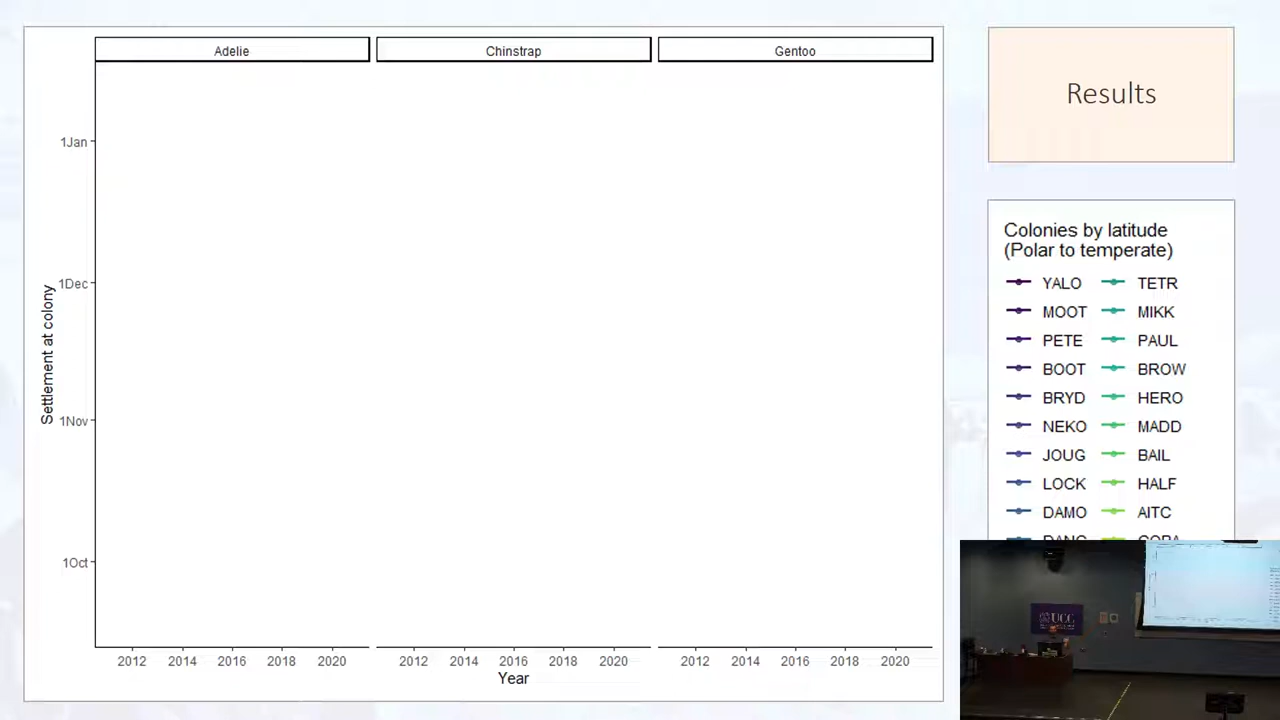 Adelie
Chinstrap
Gentoo
Results
1Jan
1Dec
1Nov
1Oct
Settlement at colony
2012 2014 2016 2018 2020
2012 2014 2016 2018 2020
2012 2014 2016 2018 2020
Year
Colonies by latitude
(Polar to temperate)
YALO TETR
MOOT MIKK
PETE PAUL
BOOT BROW
BRYD HERO
NEKO MADD
JOUG BAIL
LOCK HALF
DAMO AITC
UCC